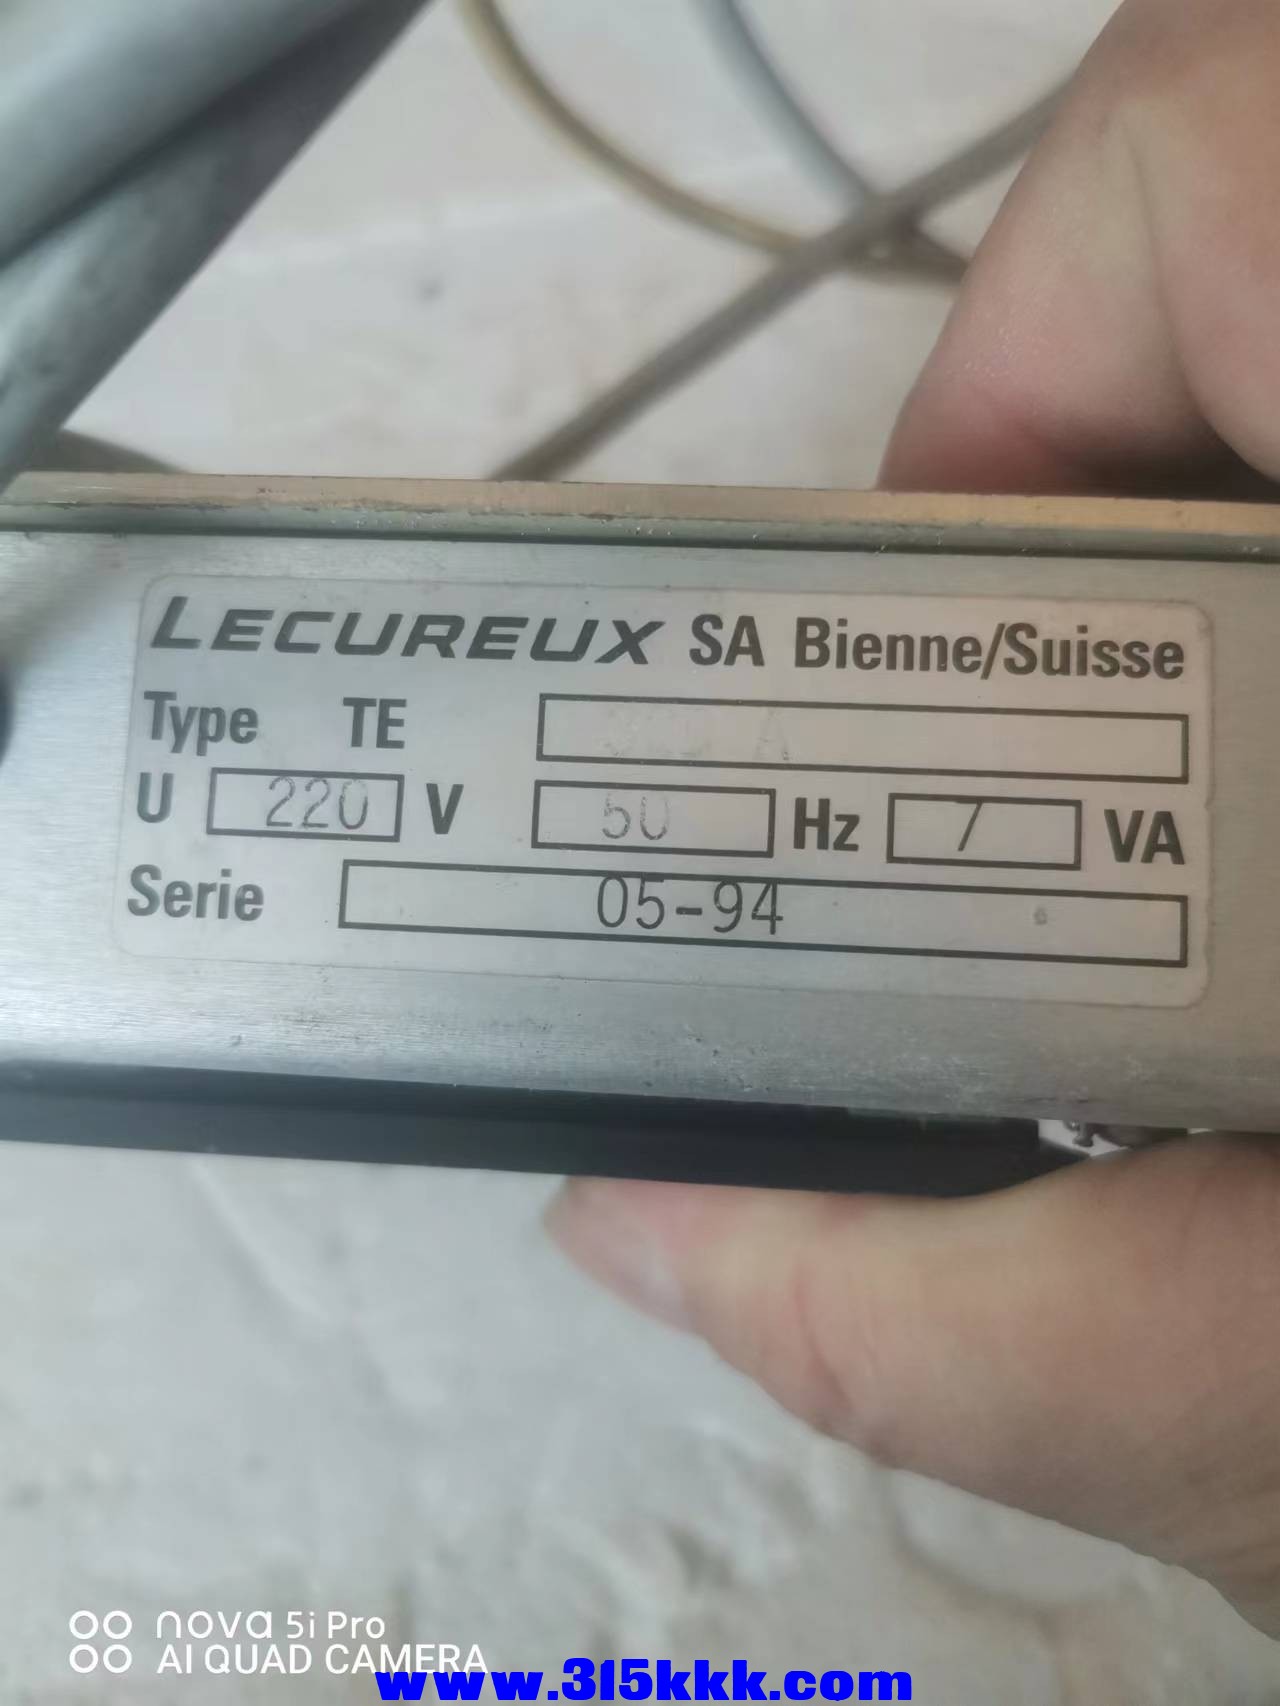 LECUREUX SA Bienne/Suisse
Type TE
U 220 V 50 Hz 7 VA
Serie 05-94
nova 5i Pro
AI QUAD CAMERA
www.315kkk.com